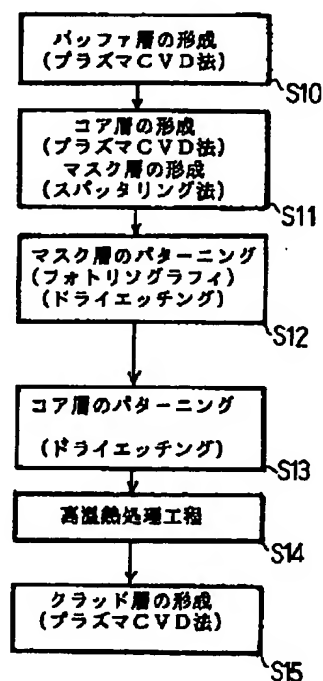 バッファ層の形成
(プラズマCVD法)
S10
コア層の形成
(プラズマCVD法)
マスク層の形成
(スパッタリング法)
S11
マスク層のパターニング
(フォトリソグラフィ)
(ドライエッチング)
S12
コア層のパターニング
(ドライエッチング)
S13
高温熱処理工程
S14
クラッド層の形成
(プラズマCVD法)
S15